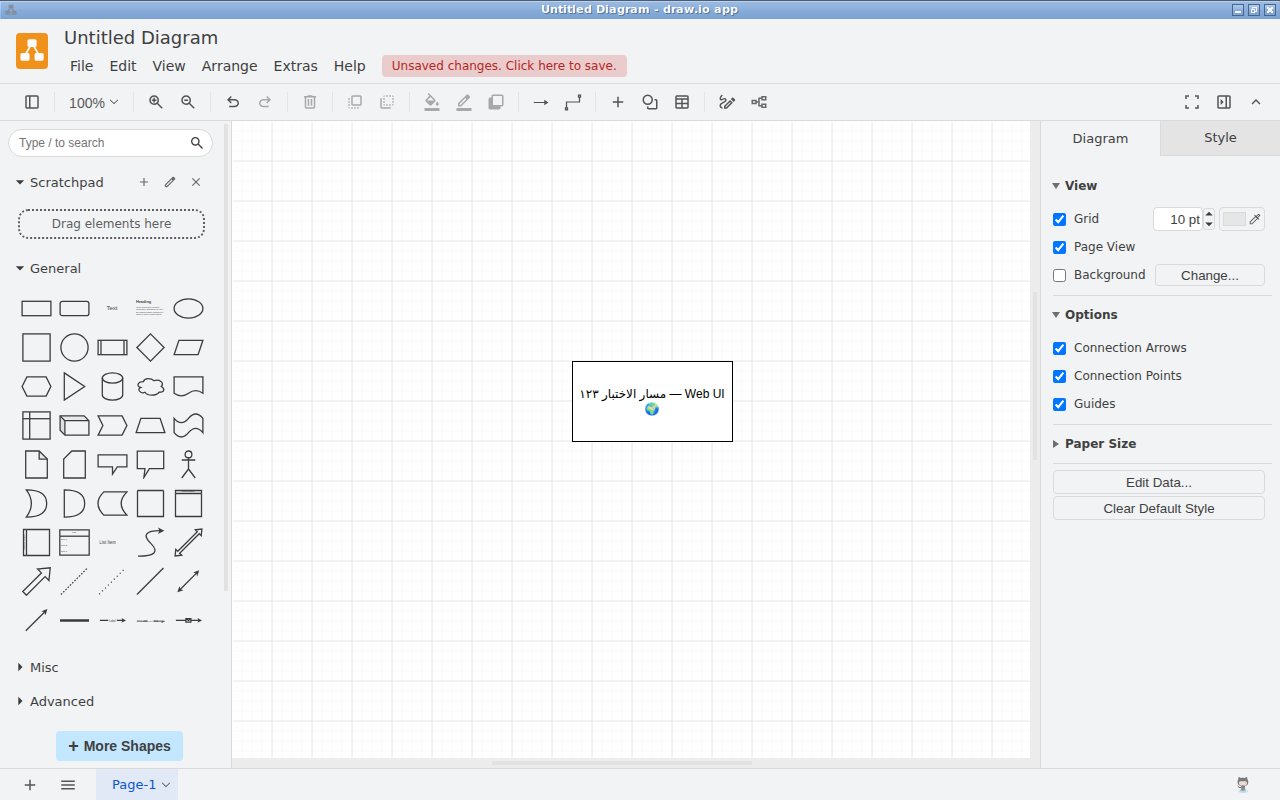 Untitled Diagram - draw.io app
Untitled Diagram
File Edit View Arrange Extras Help Unsaved changes. Click here to save.
100%
Type / to search
Scratchpad
Drag elements here
General
Text
Heading
List Item
Misc
Advanced
+ More Shapes
مسار الاختبار ١٢٣ — Web UI
🌍
Diagram Style
View
Grid 10 pt
Page View
Background Change...
Options
Connection Arrows
Connection Points
Guides
Paper Size
Edit Data...
Clear Default Style
Page-1